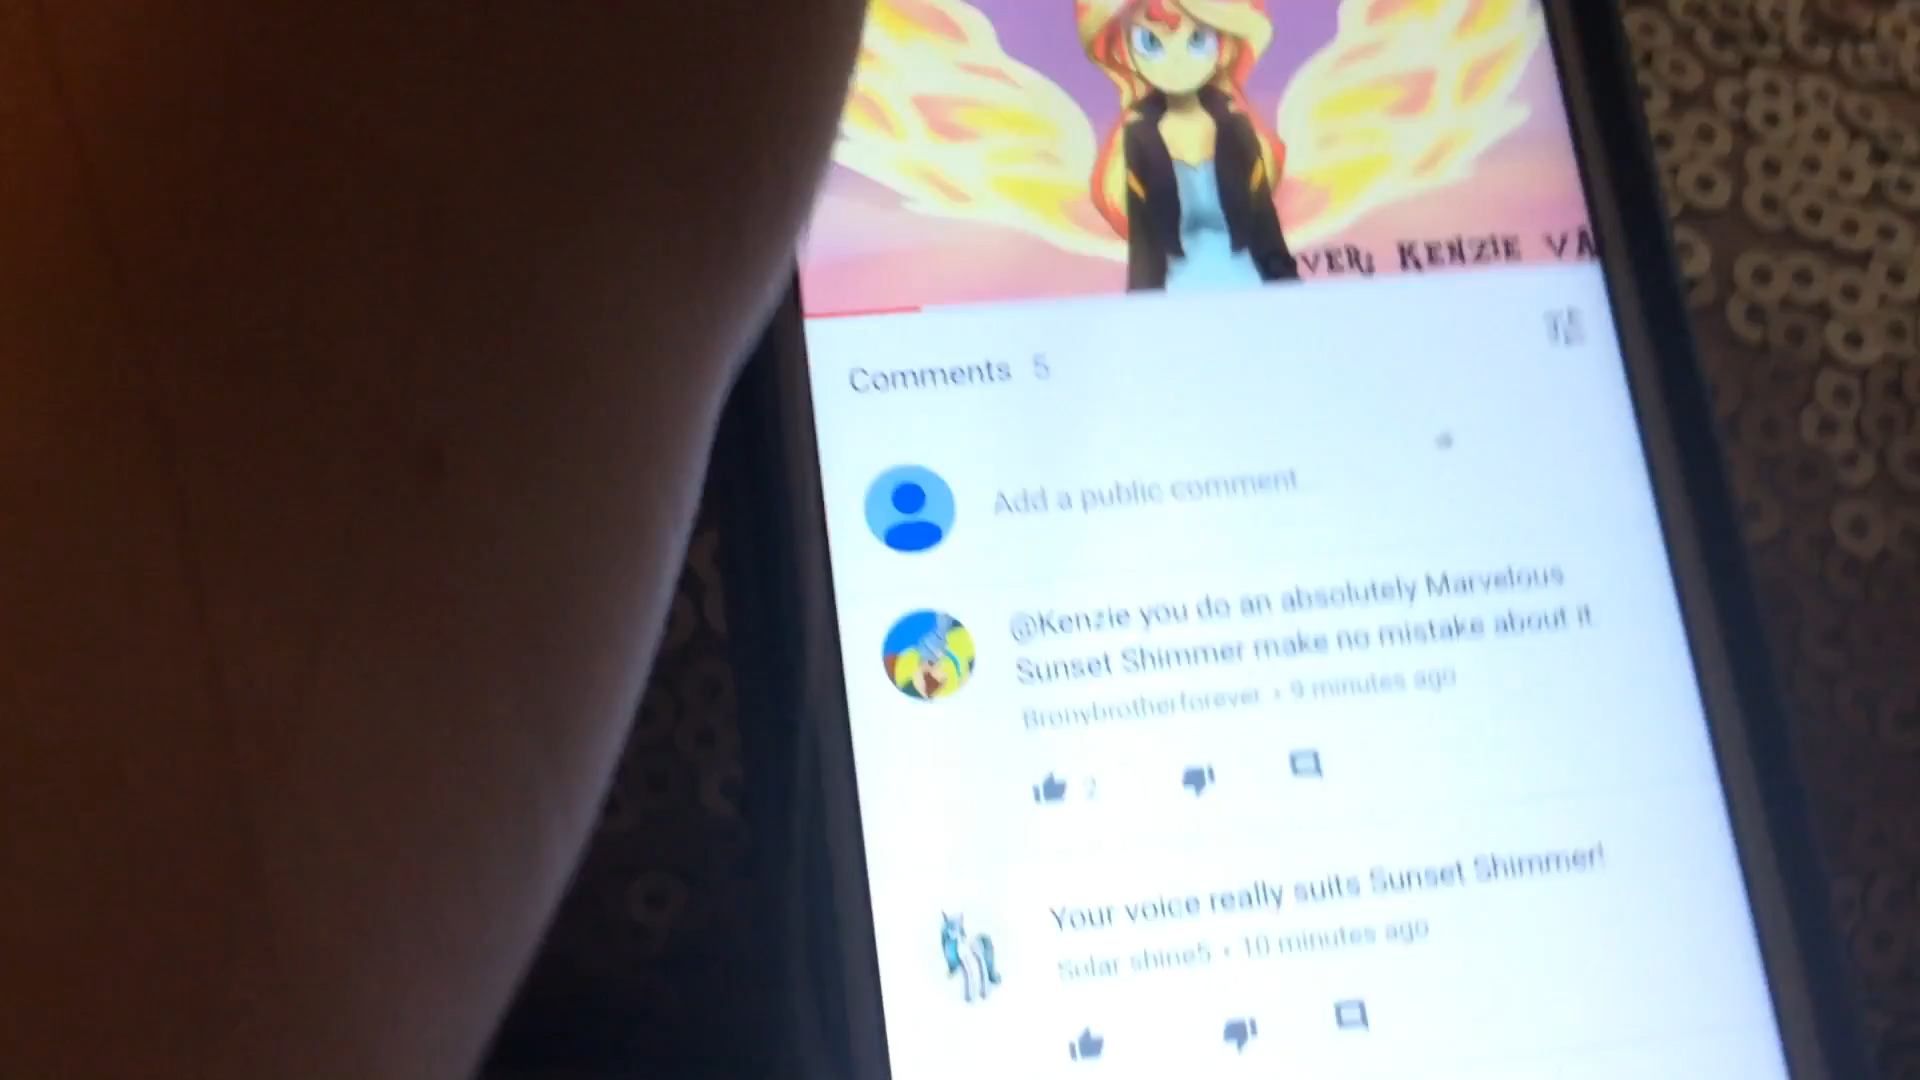 VER: KENZIE VA
Comments 5
Add a public comment...
@Kenzie you do an absolutely Marvelous
Sunset Shimmer make no mistake about it
Bronybrotherforever • 9 minutes ago
2
Your voice really suits Sunset Shimmer!
Solar shine5 • 10 minutes ago